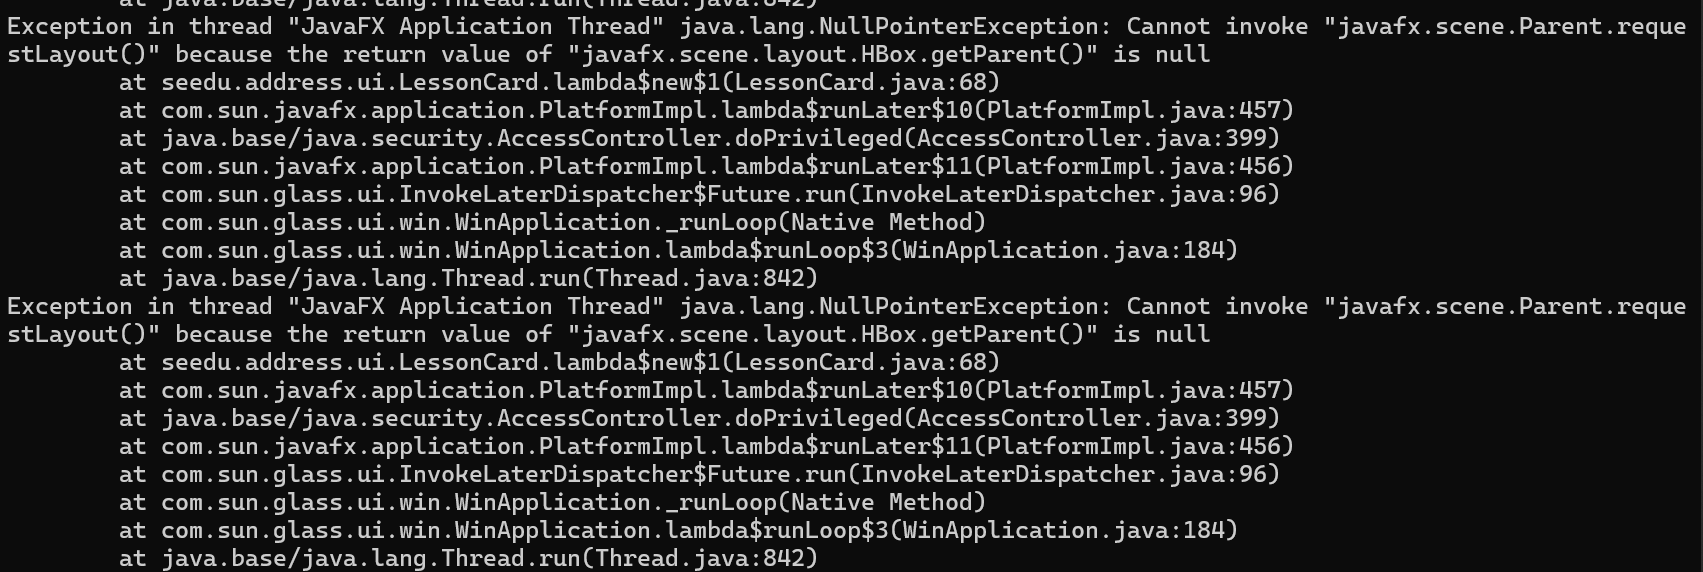 at java.base/java.lang.Thread.run(Thread.java:842)
Exception in thread "JavaFX Application Thread" java.lang.NullPointerException: Cannot invoke "javafx.scene.Parent.reque
stLayout()" because the return value of "javafx.scene.layout.HBox.getParent()" is null
        at seedu.address.ui.LessonCard.lambda$new$1(LessonCard.java:68)
        at com.sun.javafx.application.PlatformImpl.lambda$runLater$10(PlatformImpl.java:457)
        at java.base/java.security.AccessController.doPrivileged(AccessController.java:399)
        at com.sun.javafx.application.PlatformImpl.lambda$runLater$11(PlatformImpl.java:456)
        at com.sun.glass.ui.InvokeLaterDispatcher$Future.run(InvokeLaterDispatcher.java:96)
        at com.sun.glass.ui.win.WinApplication._runLoop(Native Method)
        at com.sun.glass.ui.win.WinApplication.lambda$runLoop$3(WinApplication.java:184)
        at java.base/java.lang.Thread.run(Thread.java:842)
Exception in thread "JavaFX Application Thread" java.lang.NullPointerException: Cannot invoke "javafx.scene.Parent.reque
stLayout()" because the return value of "javafx.scene.layout.HBox.getParent()" is null
        at seedu.address.ui.LessonCard.lambda$new$1(LessonCard.java:68)
        at com.sun.javafx.application.PlatformImpl.lambda$runLater$10(PlatformImpl.java:457)
        at java.base/java.security.AccessController.doPrivileged(AccessController.java:399)
        at com.sun.javafx.application.PlatformImpl.lambda$runLater$11(PlatformImpl.java:456)
        at com.sun.glass.ui.InvokeLaterDispatcher$Future.run(InvokeLaterDispatcher.java:96)
        at com.sun.glass.ui.win.WinApplication._runLoop(Native Method)
        at com.sun.glass.ui.win.WinApplication.lambda$runLoop$3(WinApplication.java:184)
        at java.base/java.lang.Thread.run(Thread.java:842)